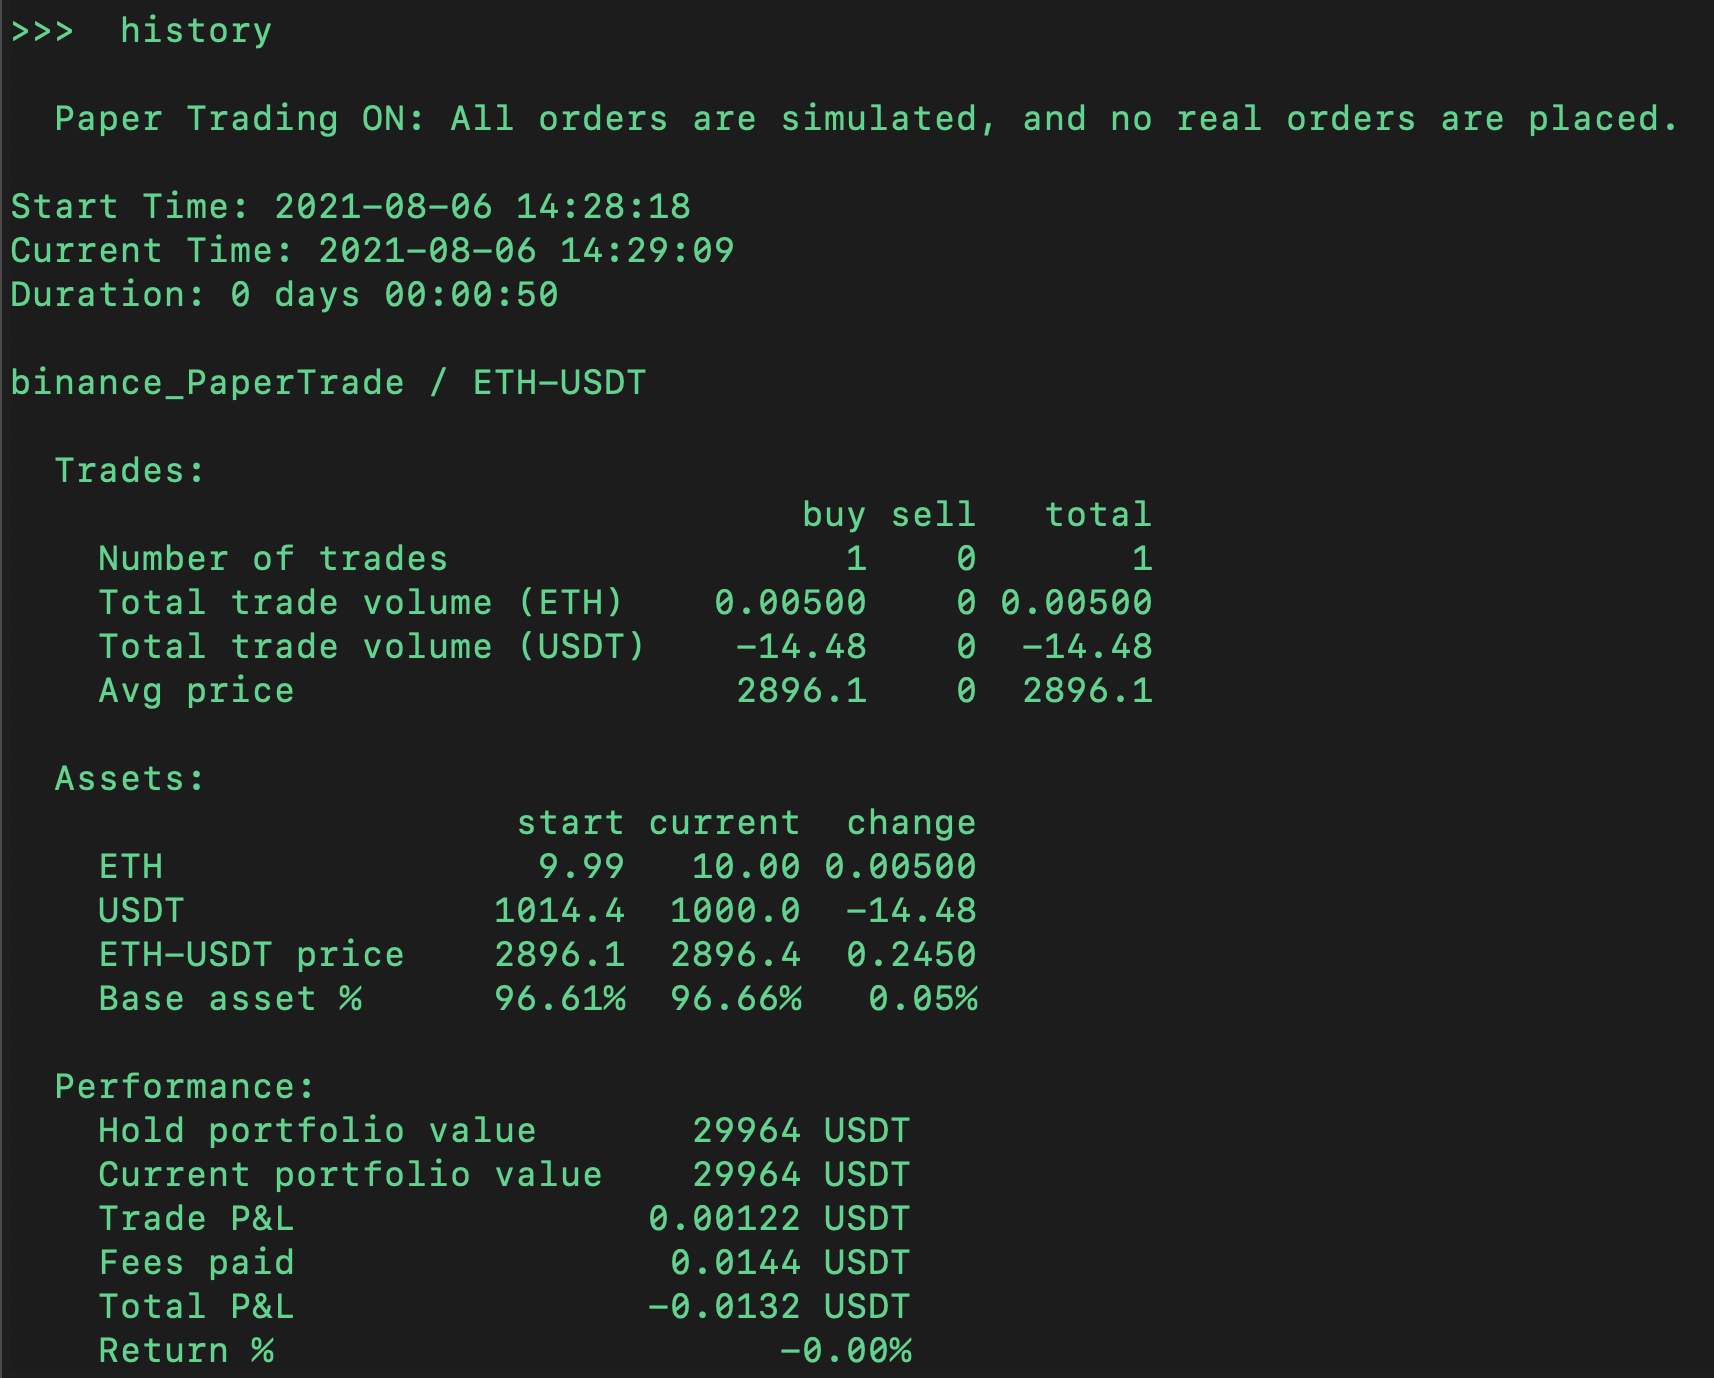 >>>  history
Paper Trading ON: All orders are simulated, and no real orders are placed.
Start Time: 2021-08-06 14:28:18
Current Time: 2021-08-06 14:29:09
Duration: 0 days 00:00:50
binance_PaperTrade / ETH-USDT
Trades:
buy sell total
Number of trades 1 0 1
Total trade volume (ETH) 0.00500 0 0.00500
Total trade volume (USDT) -14.48 0 -14.48
Avg price 2896.1 0 2896.1
Assets:
start current change
ETH 9.99 10.00 0.00500
USDT 1014.4 1000.0 -14.48
ETH-USDT price 2896.1 2896.4 0.2450
Base asset % 96.61% 96.66% 0.05%
Performance:
Hold portfolio value 29964 USDT
Current portfolio value 29964 USDT
Trade P&L 0.00122 USDT
Fees paid 0.0144 USDT
Total P&L -0.0132 USDT
Return % -0.00%